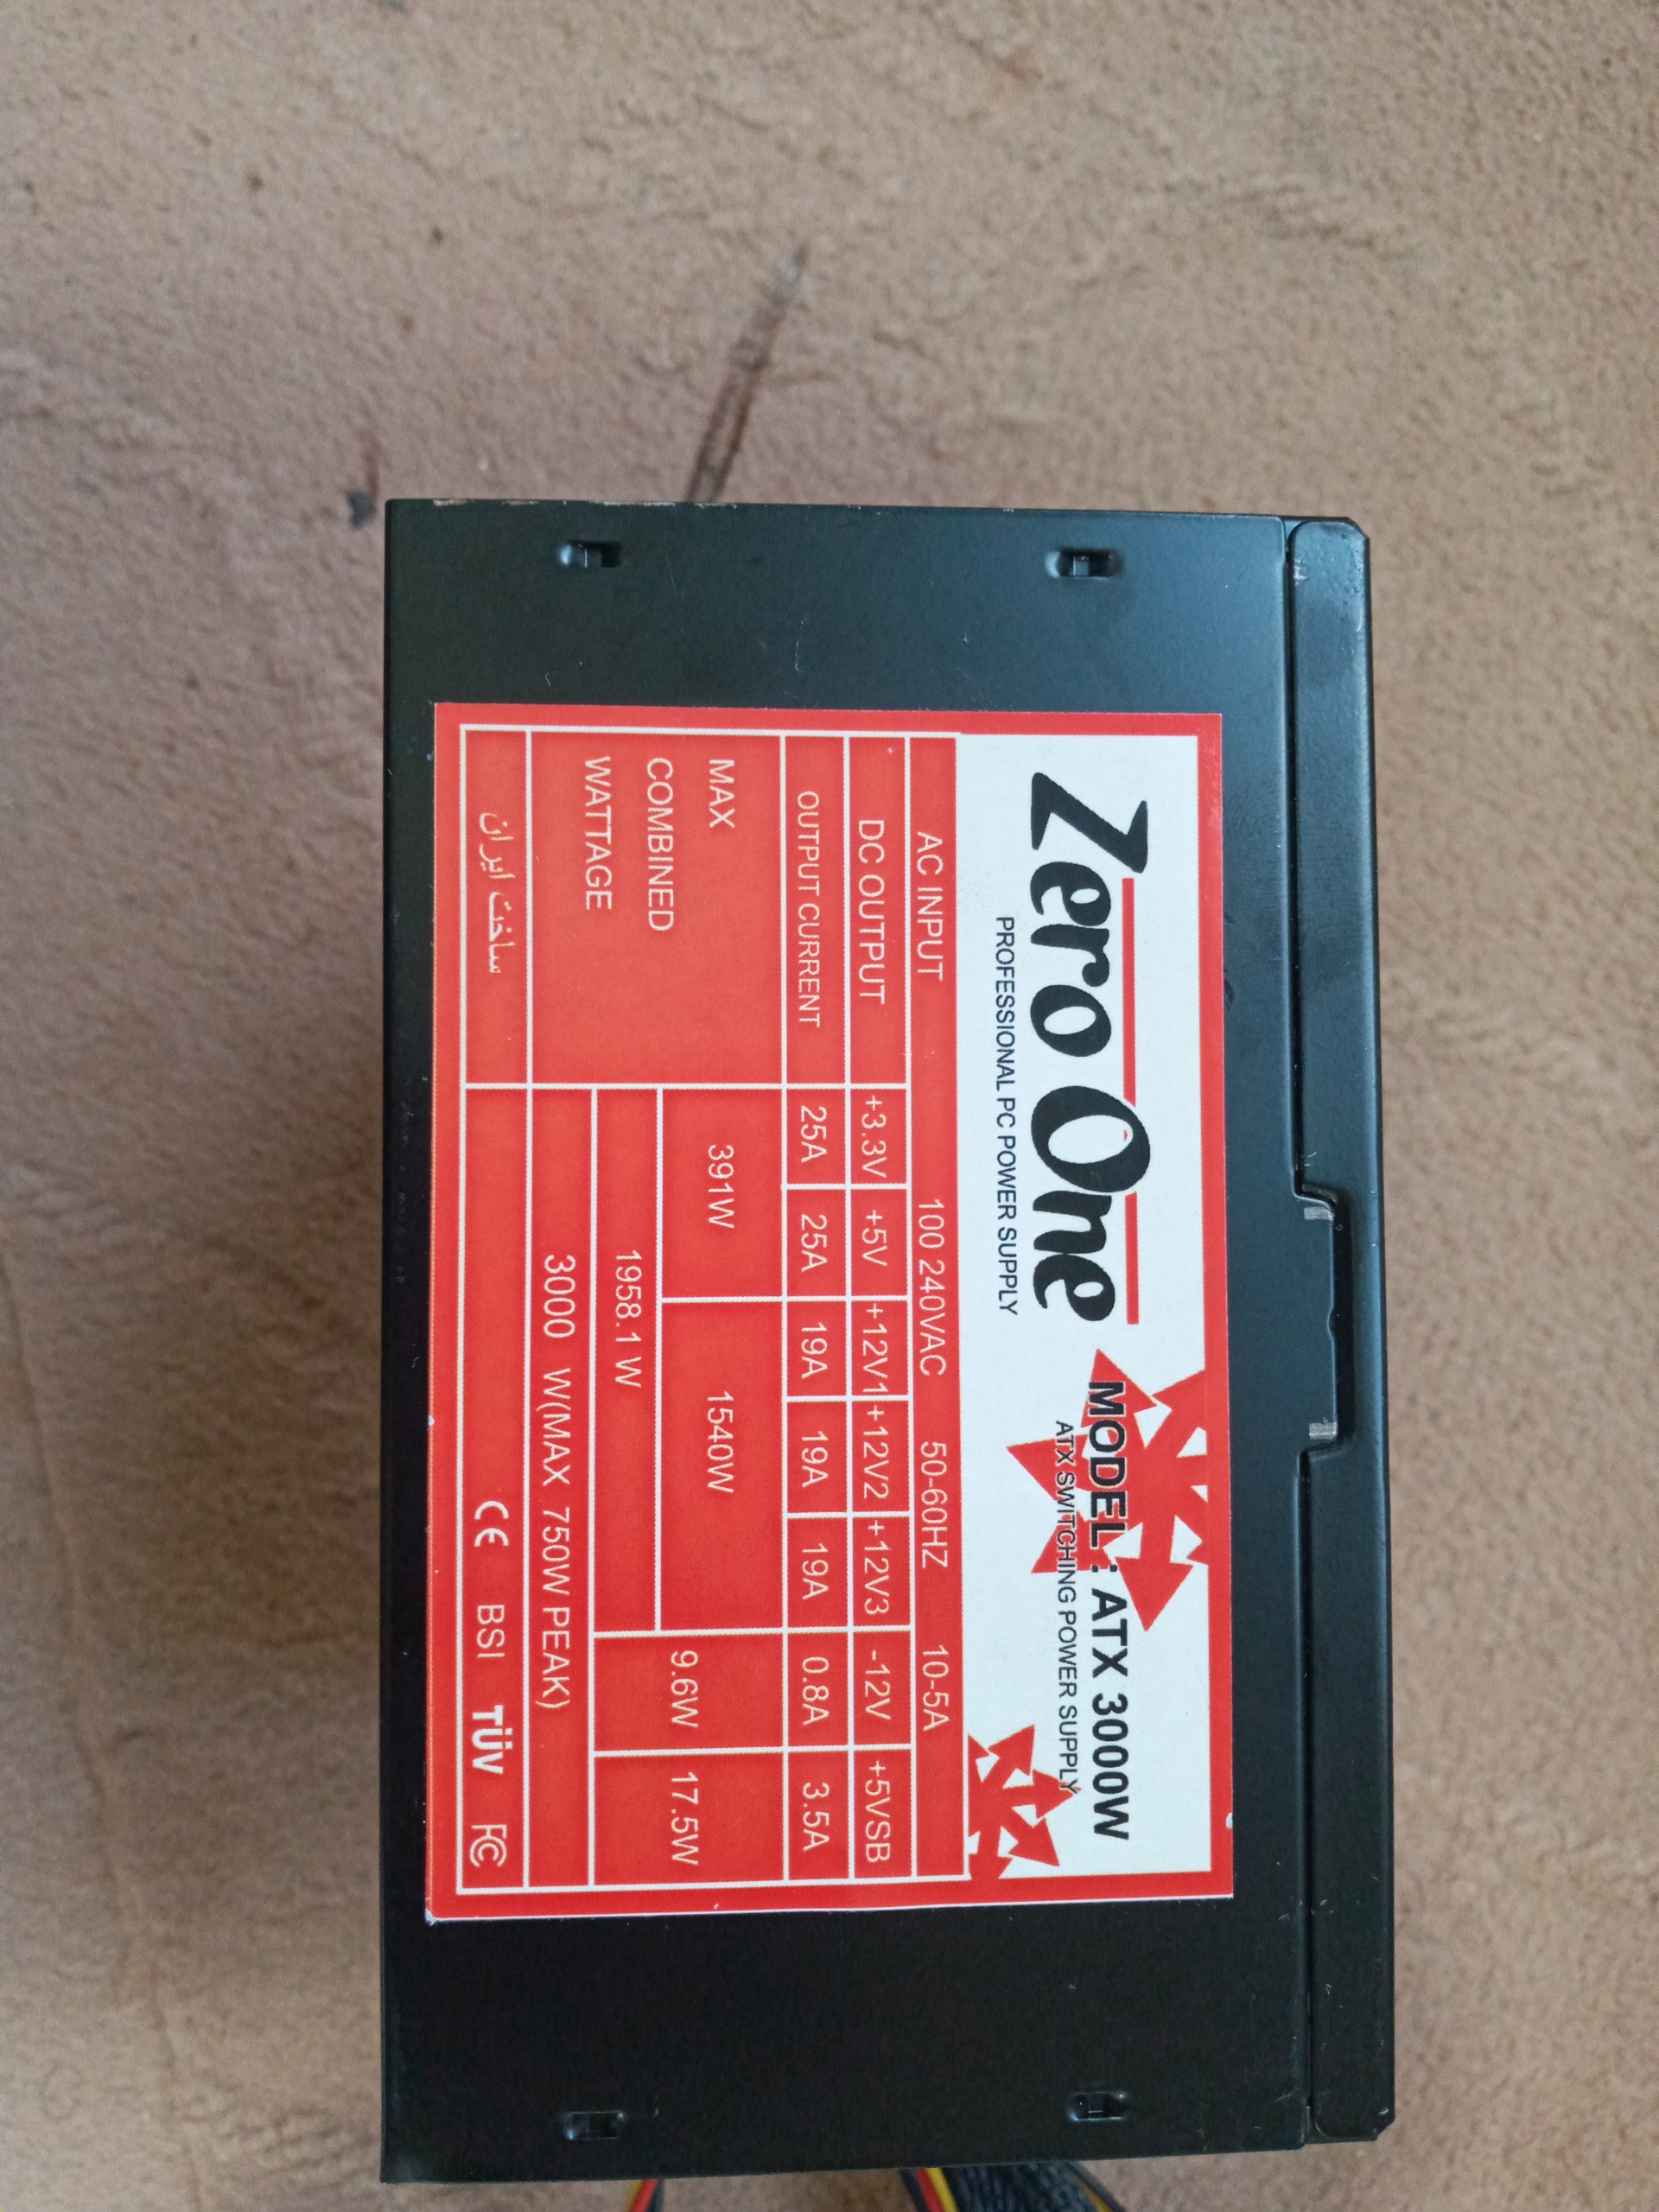 Zero One
PROFESSIONAL PC POWER SUPPLY
MODEL : ATX 3000W
ATX SWITCHING POWER SUPPLY
AC INPUT 100 240VAC 50-60HZ 10-5A
DC OUTPUT +3.3V +5V +12V1 +12V2 +12V3 -12V +5VSB
OUTPUT CURRENT 25A 25A 19A 19A 19A 0.8A 3.5A
MAX COMBINED WATTAGE 391W 1540W 9.6W 17.5W
1958.1 W
3000 W(MAX 750W PEAK)
ساخت ایران CE BSI TÜV FC